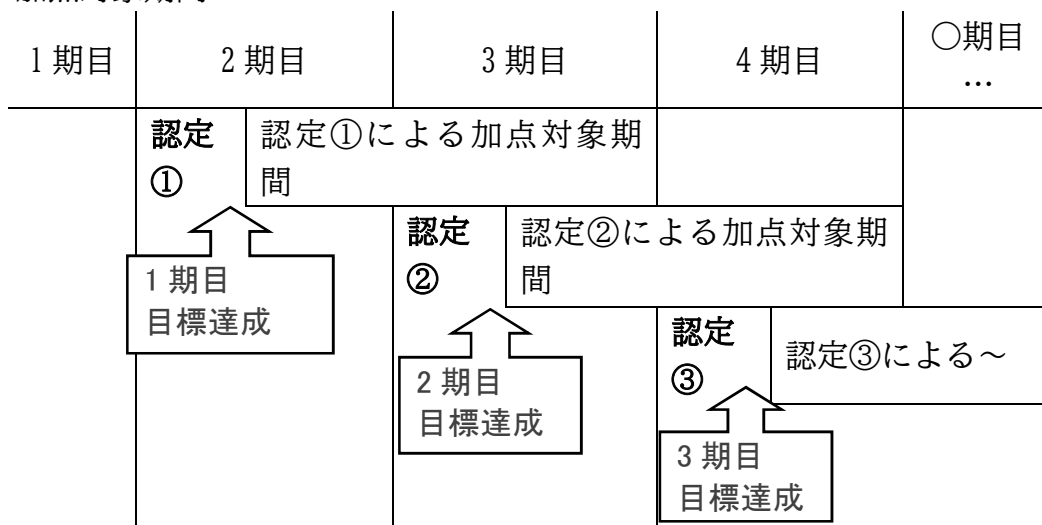 1期目
2期目
3期目
4期目
○期目
…
認定
①
認定①による加点対象期
間
1期目
目標達成
認定
②
認定②による加点対象期
間
2期目
目標達成
認定
③
認定③による～
3期目
目標達成